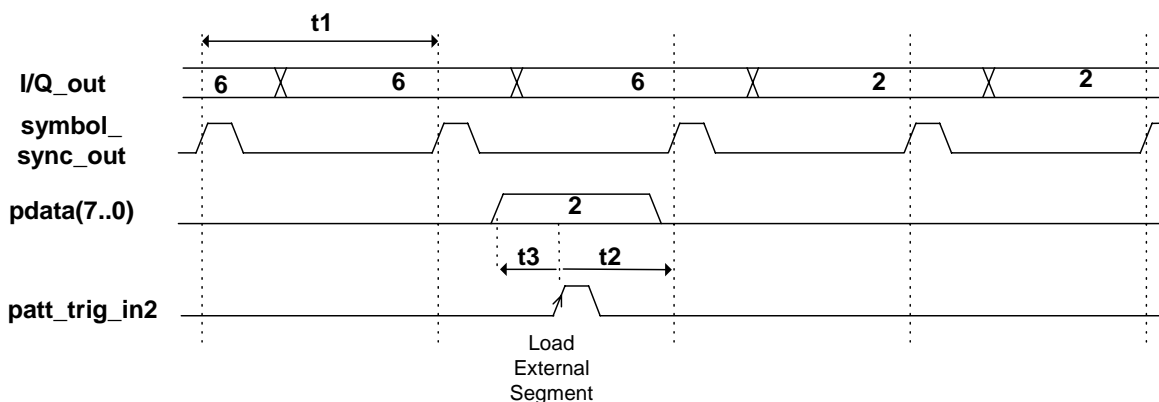 t1
I/Q_out
6
6
6
2
2
symbol_
sync_out
pdata(7..0)
2
t3
t2
patt_trig_in2
Load
External
Segment